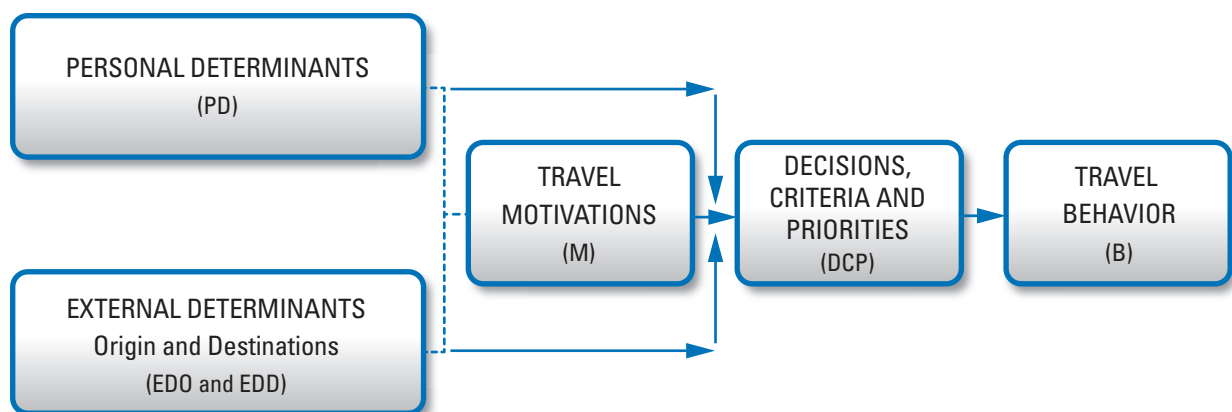 PERSONAL DETERMINANTS
(PD)
EXTERNAL DETERMINANTS
Origin and Destinations
(EDO and EDD)
TRAVEL
MOTIVATIONS
(M)
DECISIONS,
CRITERIA AND
PRIORITIES
(DCP)
TRAVEL
BEHAVIOR
(B)